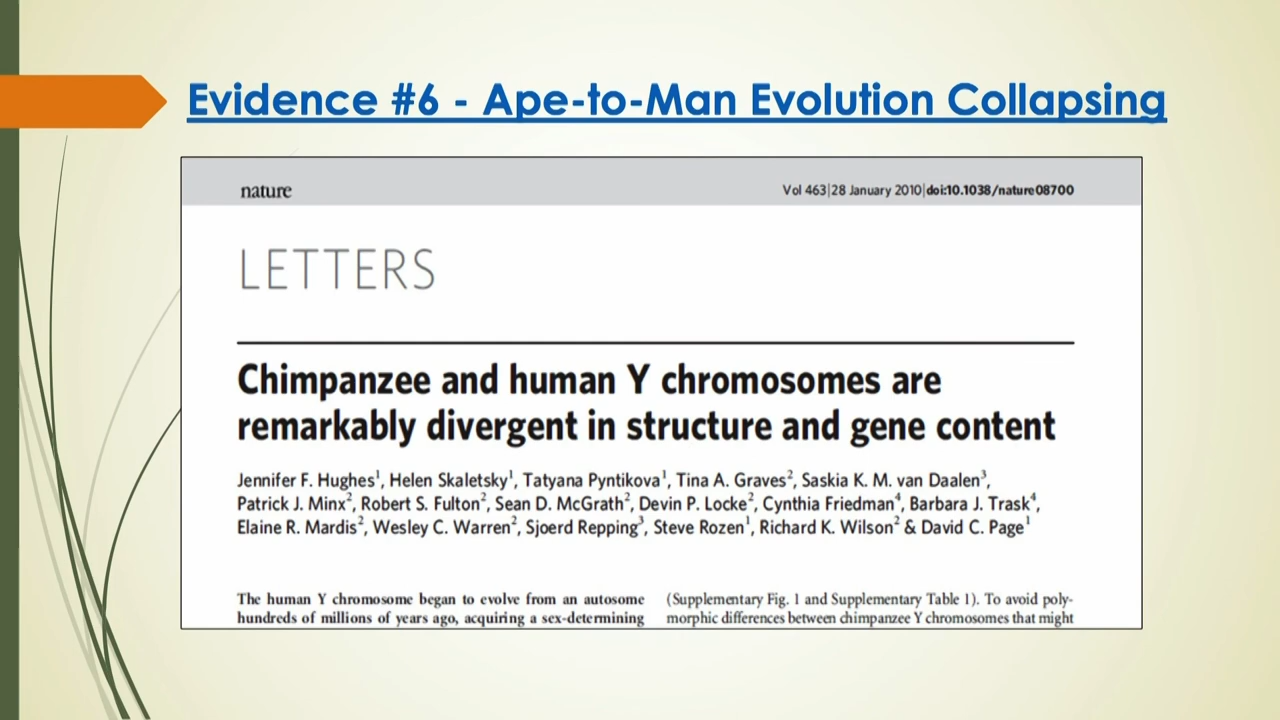 Evidence #6 - Ape-to-Man Evolution Collapsing
nature
Vol 463|28 January 2010|doi:10.1038/nature08700
LETTERS
Chimpanzee and human Y chromosomes are
remarkably divergent in structure and gene content
Jennifer F. Hughes¹, Helen Skaletsky¹, Tatyana Pyntikova¹, Tina A. Graves², Saskia K. M. van Daalen³,
Patrick J. Minx², Robert S. Fulton², Sean D. McGrath², Devin P. Locke², Cynthia Friedman⁴, Barbara J. Trask⁴,
Elaine R. Mardis², Wesley C. Warren², Sjoerd Repping³, Steve Rozen¹, Richard K. Wilson² & David C. Page¹
The human Y chromosome began to evolve from an autosome
hundreds of millions of years ago, acquiring a sex-determining
(Supplementary Fig. 1 and Supplementary Table 1). To avoid poly-
morphic differences between chimpanzee Y chromosomes that might